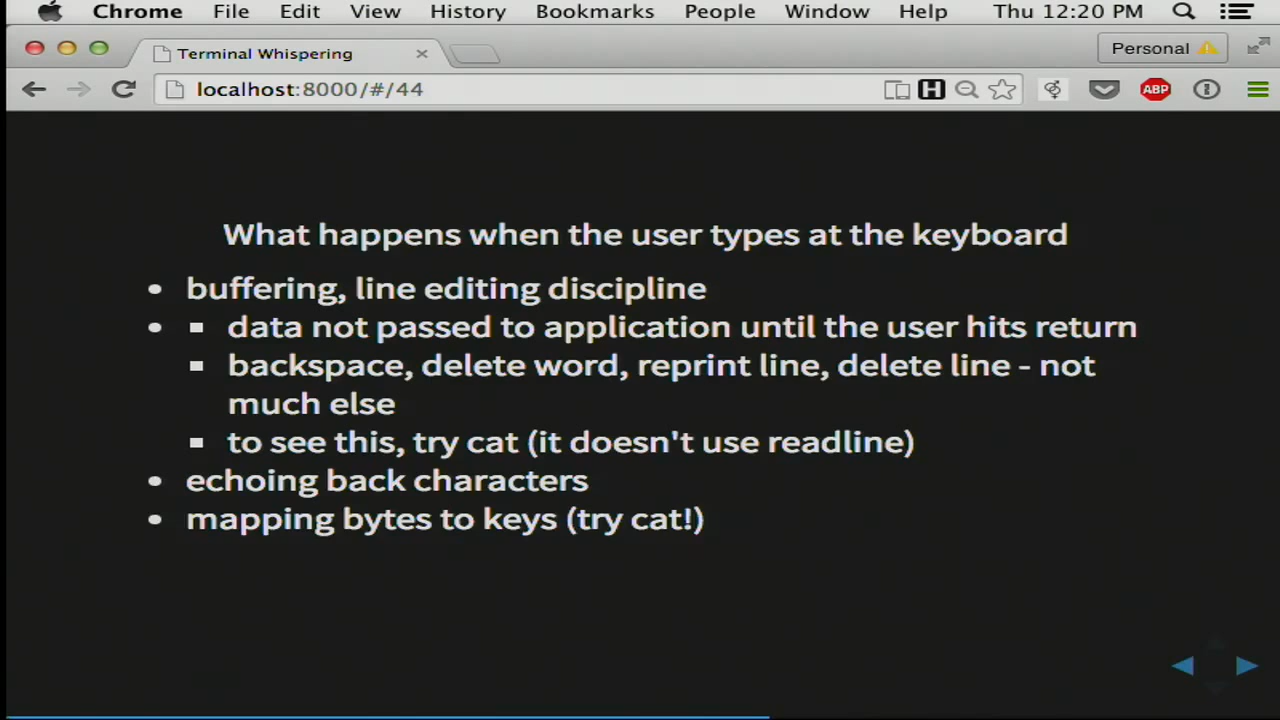 Chrome File Edit View History Bookmarks People Window Help Thu 12:20 PM
Terminal Whispering
Personal
localhost:8000/#/44
H
ABP
What happens when the user types at the keyboard
• buffering, line editing discipline
• ▪ data not passed to application until the user hits return
▪ backspace, delete word, reprint line, delete line - not
much else
▪ to see this, try cat (it doesn't use readline)
• echoing back characters
• mapping bytes to keys (try cat!)